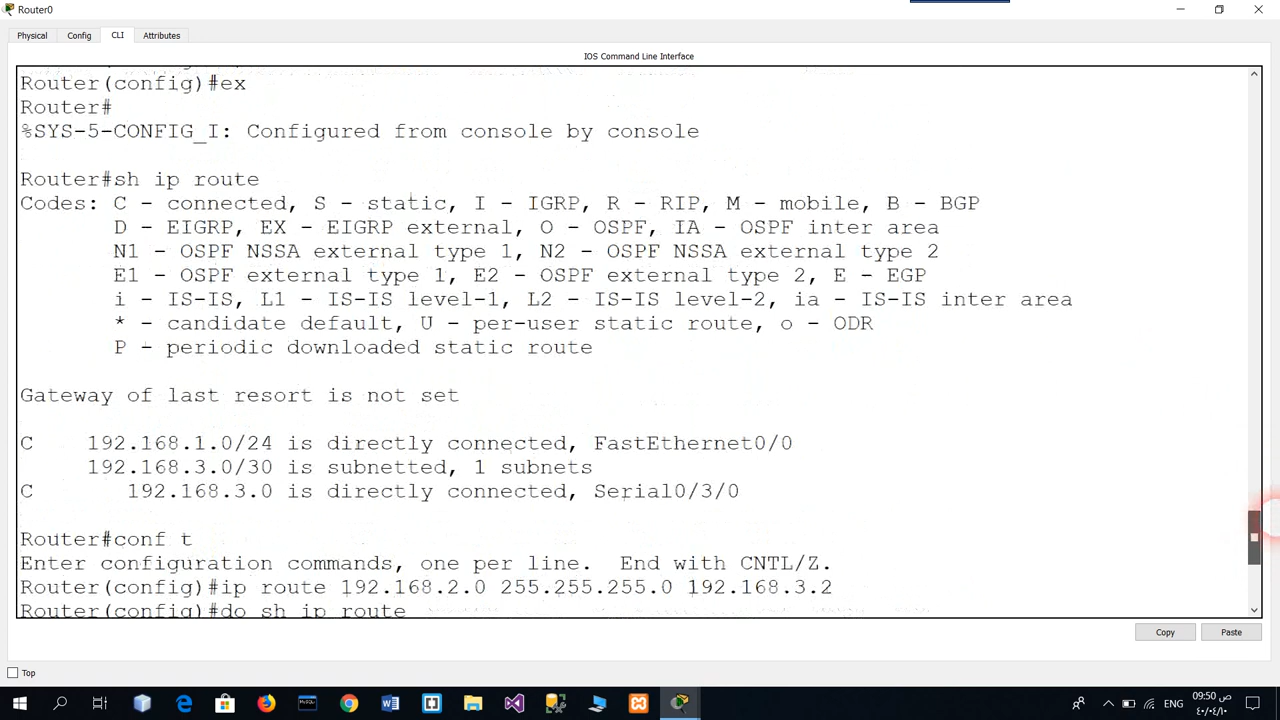 Router0
Physical Config CLI Attributes
IOS Command Line Interface
Router(config)#ex
Router#
%SYS-5-CONFIG_I: Configured from console by console
Router#sh ip route
Codes: C - connected, S - static, I - IGRP, R - RIP, M - mobile, B - BGP
D - EIGRP, EX - EIGRP external, O - OSPF, IA - OSPF inter area
N1 - OSPF NSSA external type 1, N2 - OSPF NSSA external type 2
E1 - OSPF external type 1, E2 - OSPF external type 2, E - EGP
i - IS-IS, L1 - IS-IS level-1, L2 - IS-IS level-2, ia - IS-IS inter area
* - candidate default, U - per-user static route, o - ODR
P - periodic downloaded static route
Gateway of last resort is not set
C 192.168.1.0/24 is directly connected, FastEthernet0/0
192.168.3.0/30 is subnetted, 1 subnets
C 192.168.3.0 is directly connected, Serial0/3/0
Router#conf t
Enter configuration commands, one per line. End with CNTL/Z.
Router(config)#ip route 192.168.2.0 255.255.255.0 192.168.3.2
Router(config)#do sh ip route
Copy Paste
Top
ENG
09:50 ص